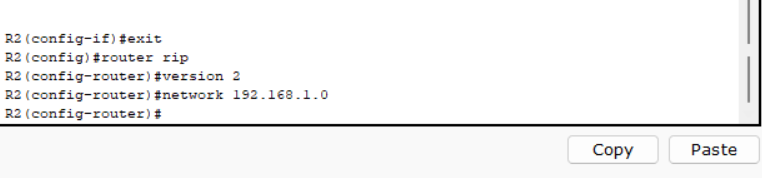 R2(config-if)#exit
R2(config)#router rip
R2(config-router)#version 2
R2(config-router)#network 192.168.1.0
R2(config-router)#
Copy
Paste